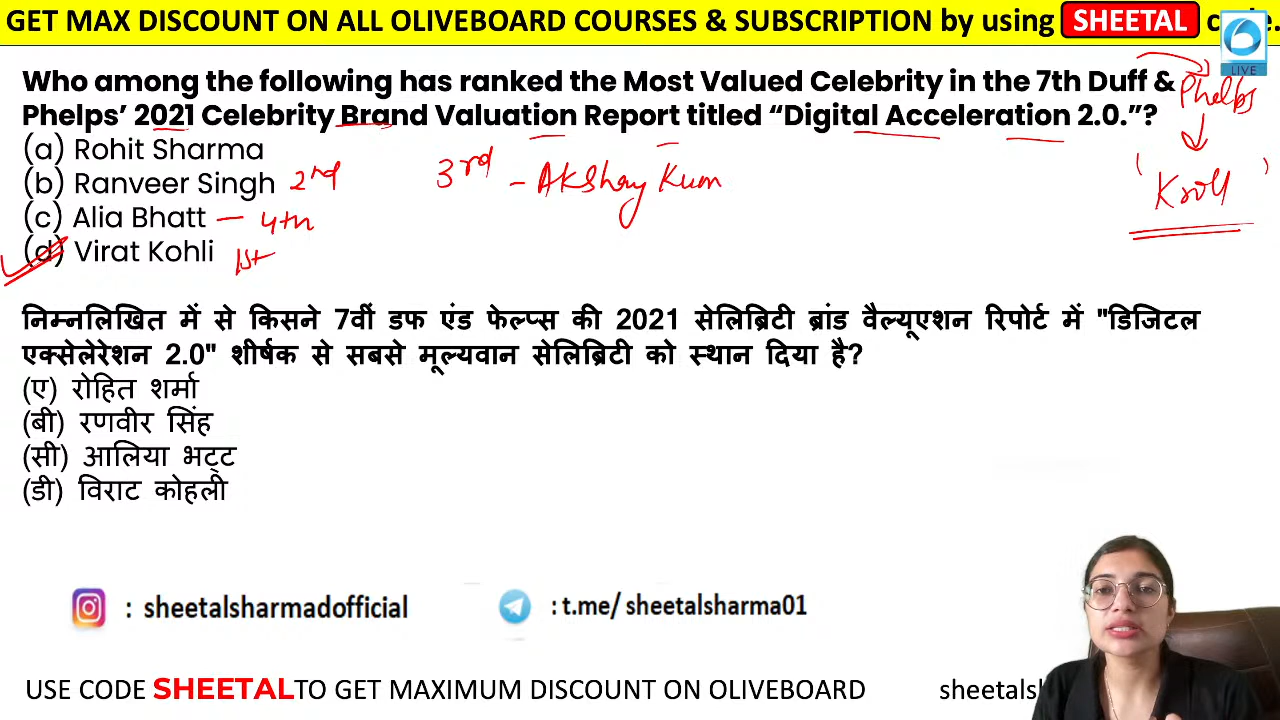 GET MAX DISCOUNT ON ALL OLIVEBOARD COURSES & SUBSCRIPTION by using SHEETAL code.
LIVE
Who among the following has ranked the Most Valued Celebrity in the 7th Duff &
Phelps’ 2021 Celebrity Brand Valuation Report titled “Digital Acceleration 2.0.”?
Phelps
Kroll
(a) Rohit Sharma
(b) Ranveer Singh 2nd
3rd - Akshay Kum
(c) Alia Bhatt - 4th
(d) Virat Kohli 1st
निम्नलिखित में से किसने 7वीं डफ एंड फेल्प्स की 2021 सेलिब्रिटी ब्रांड वैल्यूएशन रिपोर्ट में "डिजिटल
एक्सेलेरेशन 2.0" शीर्षक से सबसे मूल्यवान सेलिब्रिटी को स्थान दिया है?
(ए) रोहित शर्मा
(बी) रणवीर सिंह
(सी) आलिया भट्ट
(डी) विराट कोहली
: sheetalsharmadofficial
: t.me/ sheetalsharma01
USE CODE SHEETAL TO GET MAXIMUM DISCOUNT ON OLIVEBOARD